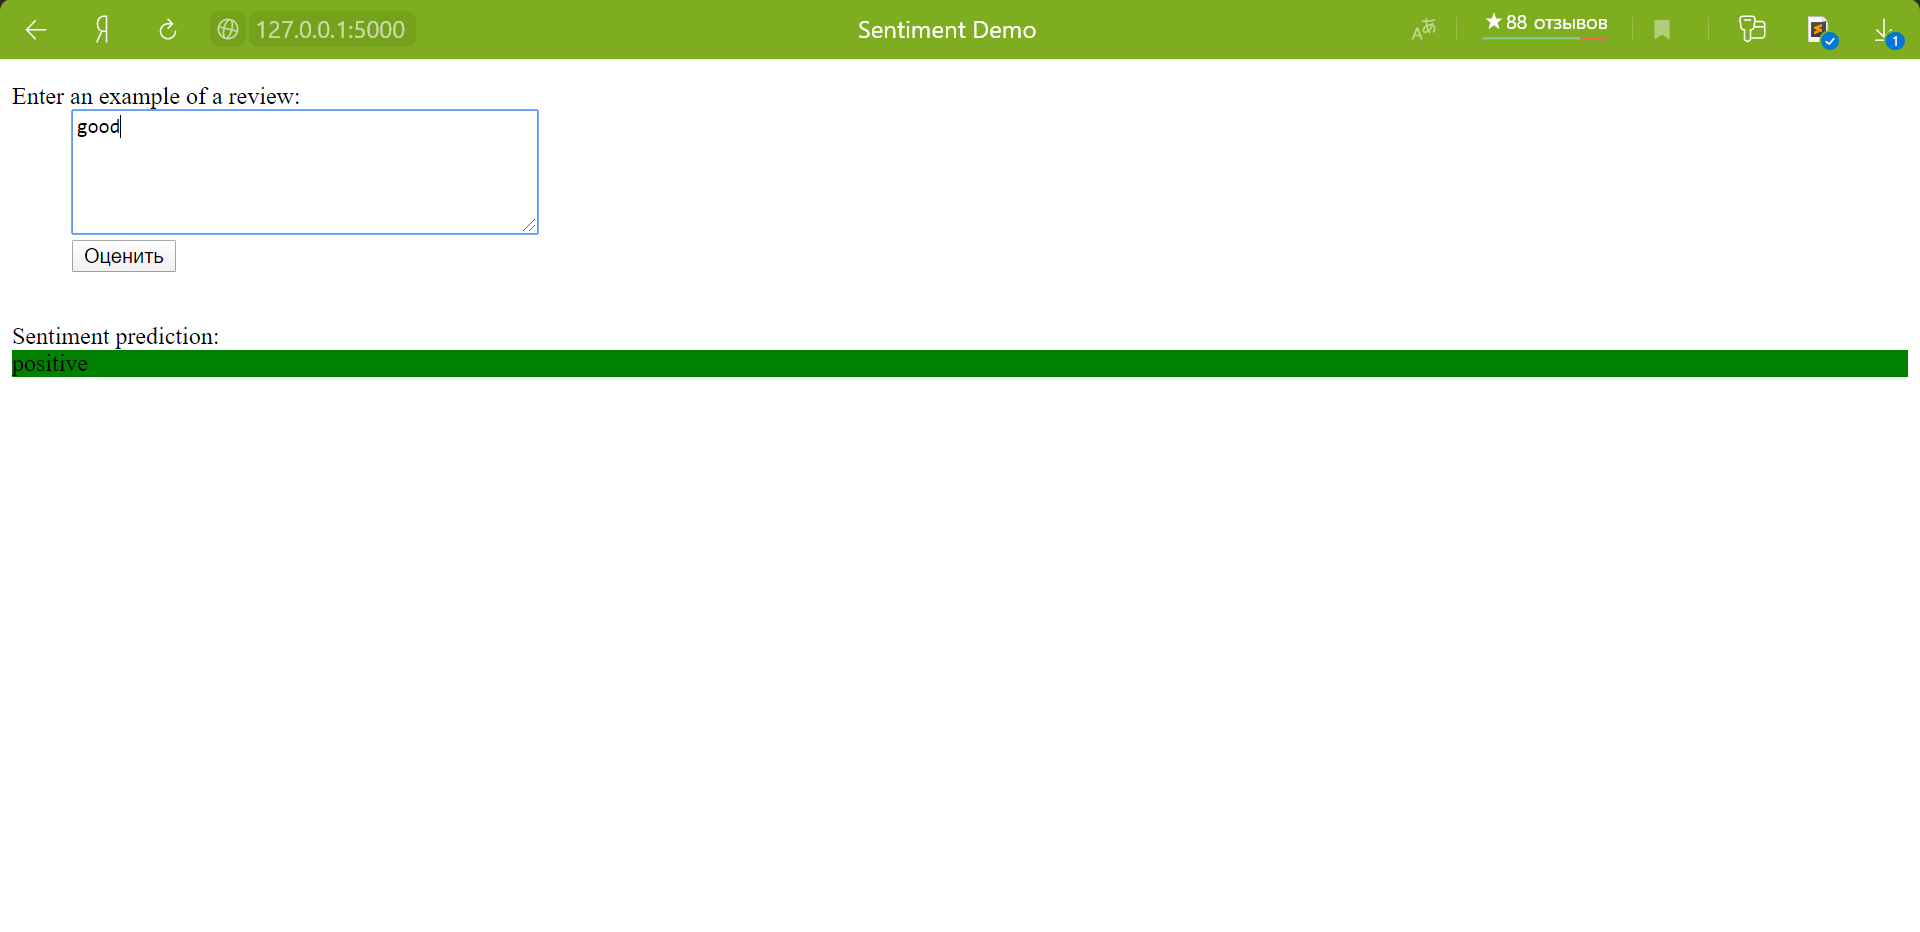 127.0.0.1:5000
Sentiment Demo
★88 отзывов
1
Enter an example of a review:
good
Оценить
Sentiment prediction:
positive